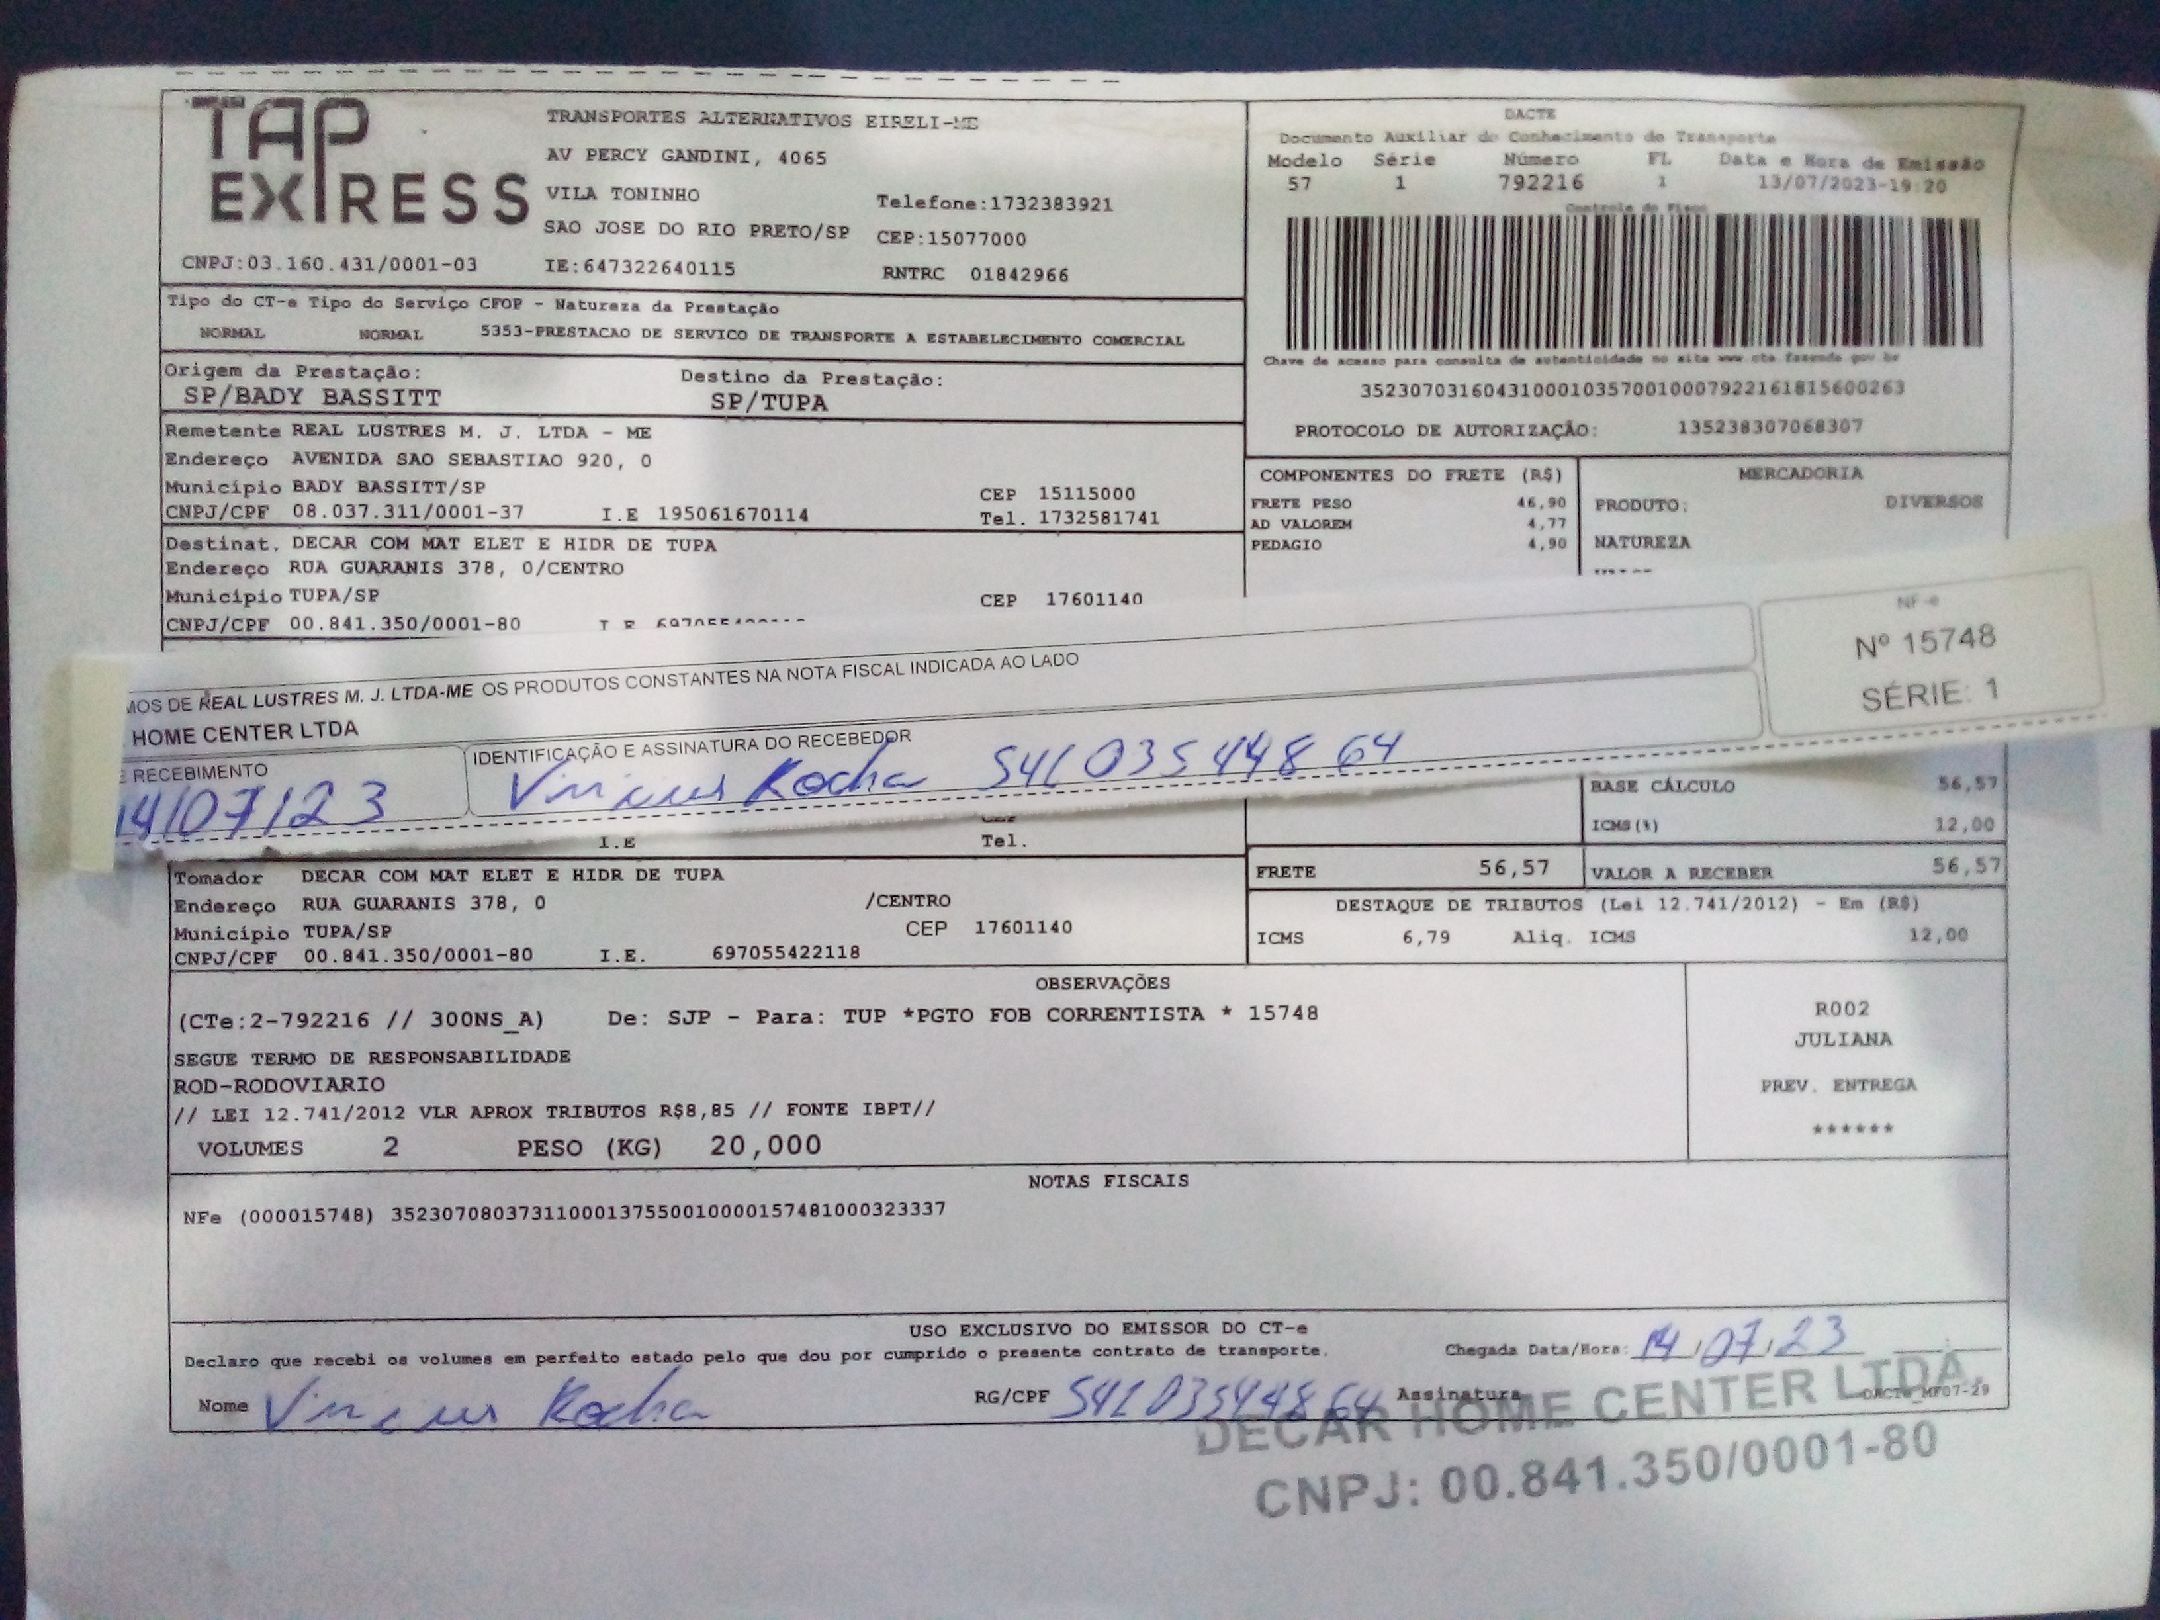 TAP
EXPRESS
TRANSPORTES ALTERNATIVOS EIRELI-ME
AV PERCY GANDINI, 4065
VILA TONINHO
Telefone:1732383921
SAO JOSE DO RIO PRETO/SP CEP:15077000
CNPJ:03.160.431/0001-03 IE:647322640115 RNTRC 01842966
DACTE
Documento Auxiliar do Conhecimento de Transporte
Modelo Série Número FL Data e Hora de Emissão
57 1 792216 1 13/07/2023-19:20
Controle do Fisco
Chave de acesso para consulta de autenticidade no site www.cte.fazenda.gov.br
35230703160431000103570010007922161815600263
PROTOCOLO DE AUTORIZAÇÃO: 135238307068307
Tipo do CT-e Tipo do Serviço CFOP - Natureza da Prestação
NORMAL NORMAL 5353-PRESTACAO DE SERVICO DE TRANSPORTE A ESTABELECIMENTO COMERCIAL
Origem da Prestação: Destino da Prestação:
SP/BADY BASSITT SP/TUPA
Remetente REAL LUSTRES M. J. LTDA - ME
Endereço AVENIDA SAO SEBASTIAO 920, 0
Município BADY BASSITT/SP CEP 15115000
CNPJ/CPF 08.037.311/0001-37 I.E 195061670114 Tel. 1732581741
Destinat. DECAR COM MAT ELET E HIDR DE TUPA
Endereço RUA GUARANIS 378, 0/CENTRO
Município TUPA/SP CEP 17601140
CNPJ/CPF 00.841.350/0001-80
COMPONENTES DO FRETE (R$)
FRETE PESO 46,90
AD VALOREM 4,77
PEDAGIO 4,90
MERCADORIA
PRODUTO: DIVERSOS
NATUREZA
MOS DE REAL LUSTRES M. J. LTDA-ME OS PRODUTOS CONSTANTES NA NOTA FISCAL INDICADA AO LADO
HOME CENTER LTDA
E RECEBIMENTO
14/07/23
IDENTIFICAÇÃO E ASSINATURA DO RECEBEDOR
Vinicius Rocha 541 035448 64
NF-e
Nº 15748
SÉRIE: 1
I.E Tel.
BASE CÁLCULO 56,57
ICMS(%) 12,00
FRETE 56,57 VALOR A RECEBER 56,57
DESTAQUE DE TRIBUTOS (Lei 12.741/2012) - Em (R$)
ICMS 6,79 Aliq. ICMS 12,00
Tomador DECAR COM MAT ELET E HIDR DE TUPA
Endereço RUA GUARANIS 378, 0 /CENTRO
Município TUPA/SP CEP 17601140
CNPJ/CPF 00.841.350/0001-80 I.E. 697055422118
OBSERVAÇÕES
(CTe:2-792216 // 300NS_A) De: SJP - Para: TUP *PGTO FOB CORRENTISTA * 15748
SEGUE TERMO DE RESPONSABILIDADE
ROD-RODOVIARIO
// LEI 12.741/2012 VLR APROX TRIBUTOS R$8,85 // FONTE IBPT//
VOLUMES 2 PESO (KG) 20,000
R002
JULIANA
PREV. ENTREGA
******
NOTAS FISCAIS
NFe (000015748) 35230708037311000137550010000157481000323337
USO EXCLUSIVO DO EMISSOR DO CT-e
Declaro que recebi os volumes em perfeito estado pelo que dou por cumprido o presente contrato de transporte.
Chegada Data/Hora: 14/07/23
Nome Vinicius Rocha RG/CPF 541 035448 64 Assinatura
DACTE_MF07-29
DECAR HOME CENTER LTDA.
CNPJ: 00.841.350/0001-80